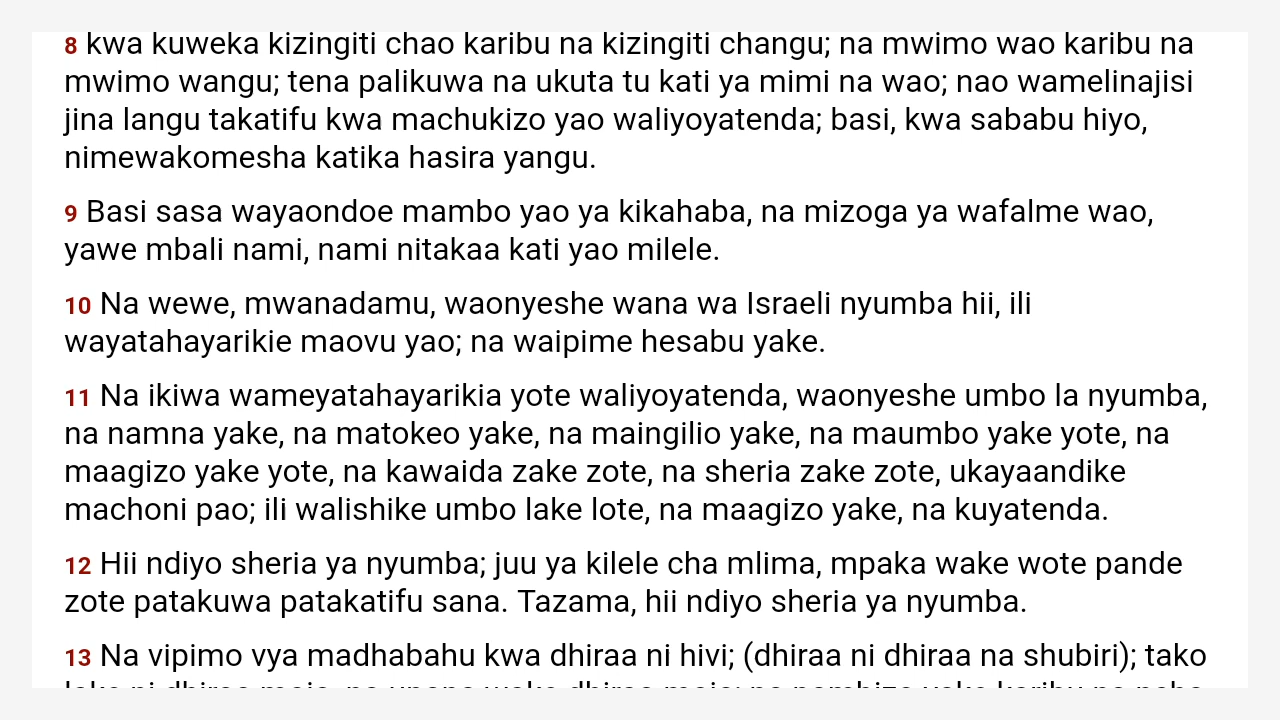 8 kwa kuweka kizingiti chao karibu na kizingiti changu; na mwimo wao karibu na
mwimo wangu; tena palikuwa na ukuta tu kati ya mimi na wao; nao wamelinajisi
jina langu takatifu kwa machukizo yao waliyoyatenda; basi, kwa sababu hiyo,
nimewakomesha katika hasira yangu.
9 Basi sasa wayaondoe mambo yao ya kikahaba, na mizoga ya wafalme wao,
yawe mbali nami, nami nitakaa kati yao milele.
10 Na wewe, mwanadamu, waonyeshe wana wa Israeli nyumba hii, ili
wayatahayarikie maovu yao; na waipime hesabu yake.
11 Na ikiwa wameyatahayarikia yote waliyoyatenda, waonyeshe umbo la nyumba,
na namna yake, na matokeo yake, na maingilio yake, na maumbo yake yote, na
maagizo yake yote, na kawaida zake zote, na sheria zake zote, ukayaandike
machoni pao; ili walishike umbo lake lote, na maagizo yake, na kuyatenda.
12 Hii ndiyo sheria ya nyumba; juu ya kilele cha mlima, mpaka wake wote pande
zote patakuwa patakatifu sana. Tazama, hii ndiyo sheria ya nyumba.
13 Na vipimo vya madhabahu kwa dhiraa ni hivi; (dhiraa ni dhiraa na shubiri); tako